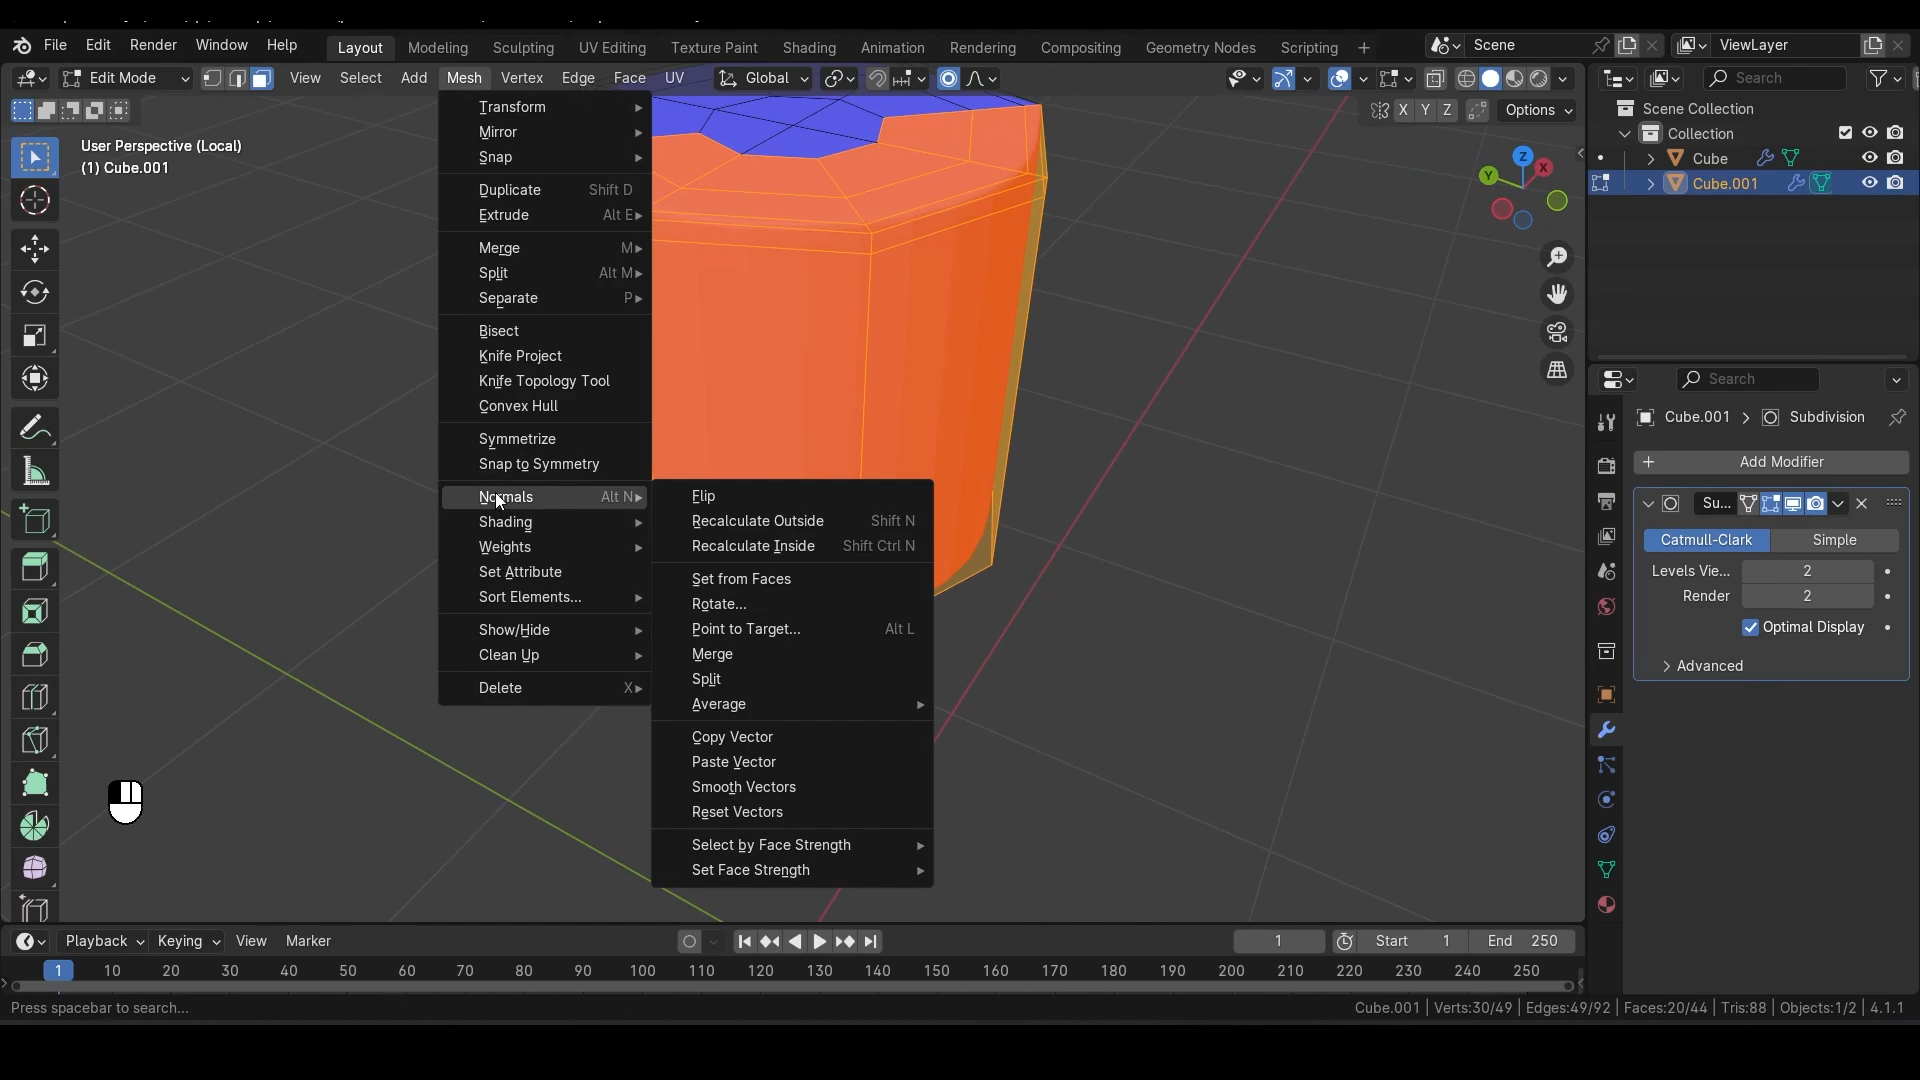 File Edit Render Window Help Layout Modeling Sculpting UV Editing Texture Paint Shading Animation Rendering Compositing Geometry Nodes Scripting + Scene ViewLayer
Edit Mode View Select Add Mesh Vertex Edge Face UV Global Search
X Y Z Options
User Perspective (Local)
(1) Cube.001
Scene Collection
Collection
Cube
Cube.001
Z X Y
Transform
Mirror
Snap
Duplicate Shift D
Extrude Alt E
Merge M
Split Alt M
Separate P
Bisect
Knife Project
Knife Topology Tool
Convex Hull
Symmetrize
Snap to Symmetry
Normals Alt N
Shading
Weights
Set Attribute
Sort Elements...
Show/Hide
Clean Up
Delete X
Flip
Recalculate Outside Shift N
Recalculate Inside Shift Ctrl N
Set from Faces
Rotate...
Point to Target... Alt L
Merge
Split
Average
Copy Vector
Paste Vector
Smooth Vectors
Reset Vectors
Select by Face Strength
Set Face Strength
Search
Cube.001 > Subdivision
+ Add Modifier
Su...
Catmull-Clark Simple
Levels Vie... 2
Render 2
Optimal Display
Advanced
Playback Keying View Marker 1 Start 1 End 250
1 10 20 30 40 50 60 70 80 90 100 110 120 130 140 150 160 170 180 190 200 210 220 230 240 250
Press spacebar to search... Cube.001 | Verts:30/49 | Edges:49/92 | Faces:20/44 | Tris:88 | Objects:1/2 | 4.1.1